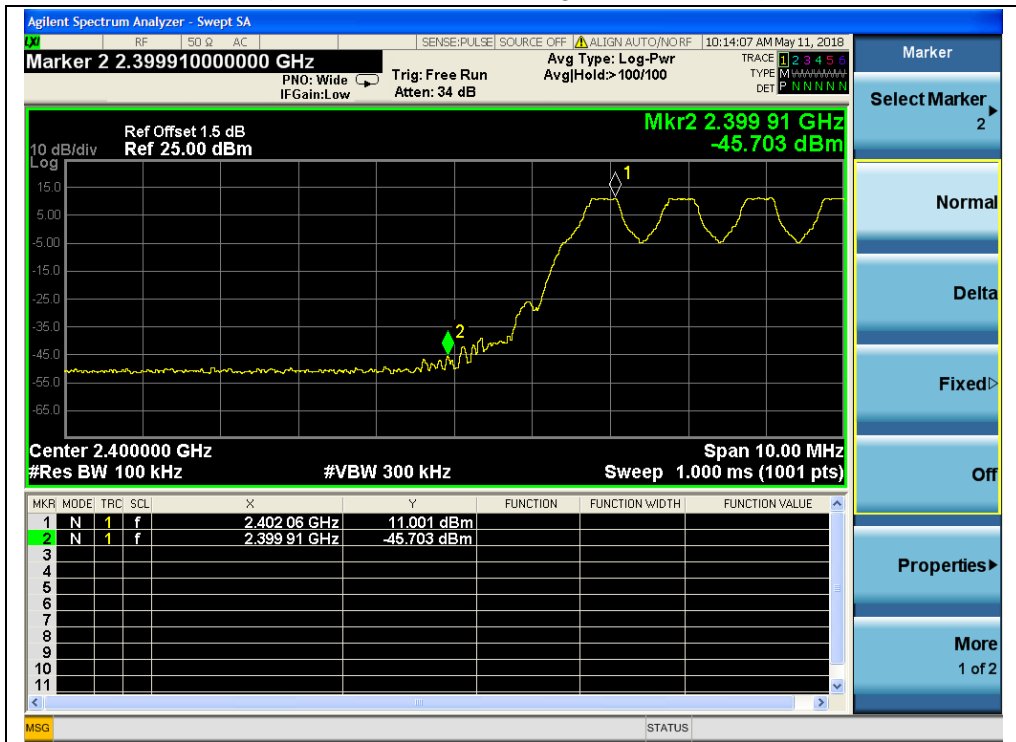 Agilent Spectrum Analyzer - Swept SA
LXI RF 50 Ω AC SENSE:PULSE SOURCE OFF ALIGN AUTO/NO RF 10:14:07 AM May 11, 2018
Marker 2 2.399910000000 GHz
PNO: Wide
IFGain:Low
Trig: Free Run
Atten: 34 dB
Avg Type: Log-Pwr
Avg|Hold:>100/100
TRACE 1 2 3 4 5 6
TYPE M
DET P N N N N N
Mkr2 2.399 91 GHz
-45.703 dBm
Ref Offset 1.5 dB
10 dB/div Ref 25.00 dBm
Log
15.0
5.00
-5.00
-15.0
-25.0
-35.0
-45.0
-55.0
-65.0
1
2
Center 2.400000 GHz Span 10.00 MHz
#Res BW 100 kHz #VBW 300 kHz Sweep 1.000 ms (1001 pts)
MKR MODE TRC SCL X Y FUNCTION FUNCTION WIDTH FUNCTION VALUE
1 N 1 f 2.402 06 GHz 11.001 dBm
2 N 1 f 2.399 91 GHz -45.703 dBm
3
4
5
6
7
8
9
10
11
MSG STATUS
Marker
Select Marker
2
Normal
Delta
Fixed
Off
Properties
More
1 of 2